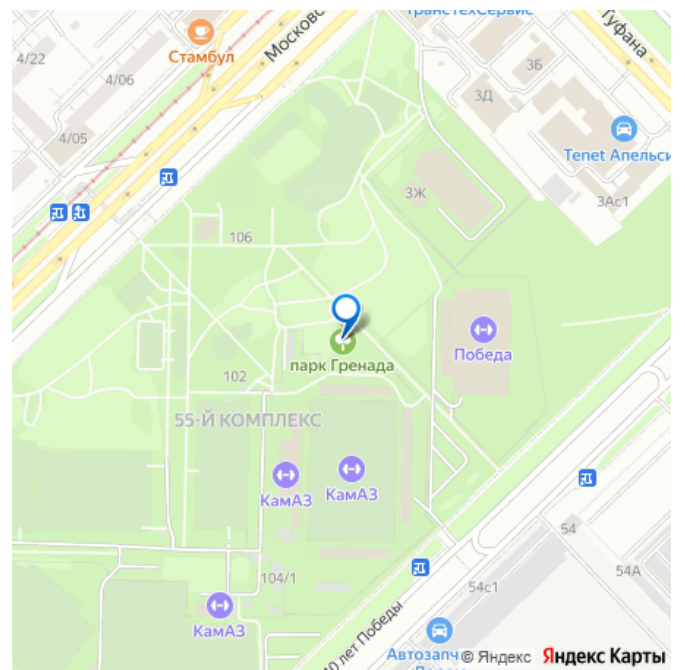 ТрансТехСервис
Туфана
Московс
Стамбул
4/22
4/06
4/05
3Б
3Д
Tenet Апельси
3Ас1
3Ж
106
Победа
парк Гренада
102
55-Й КОМПЛЕКС
КамАЗ
КамАЗ
54
54А
54с1
104/1
КамАЗ
40 лет Победы
Автозапч
© Яндекс Яндекс Карты